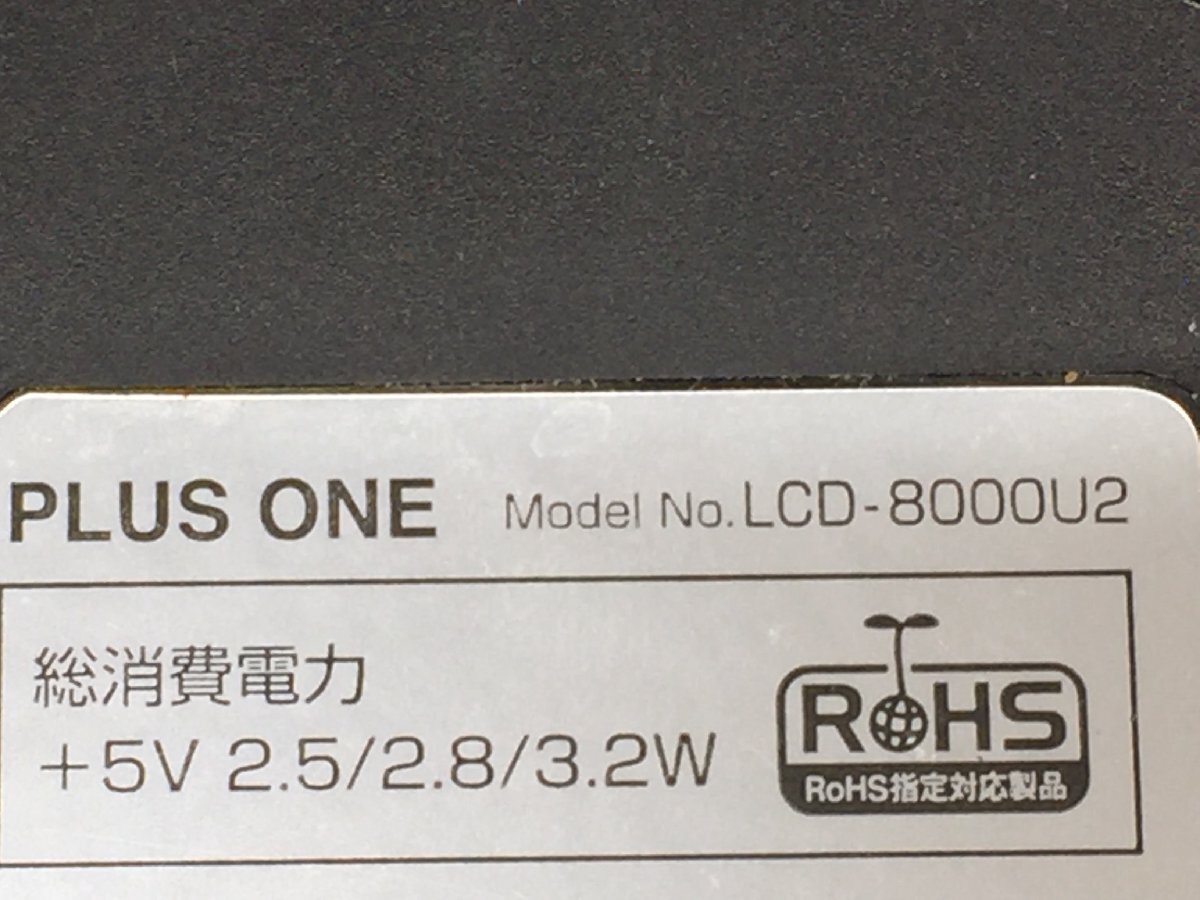 PLUS ONE Model No.LCD-8000U2
総消費電力
+5V 2.5/2.8/3.2W
RoHS
RoHS指定対応製品